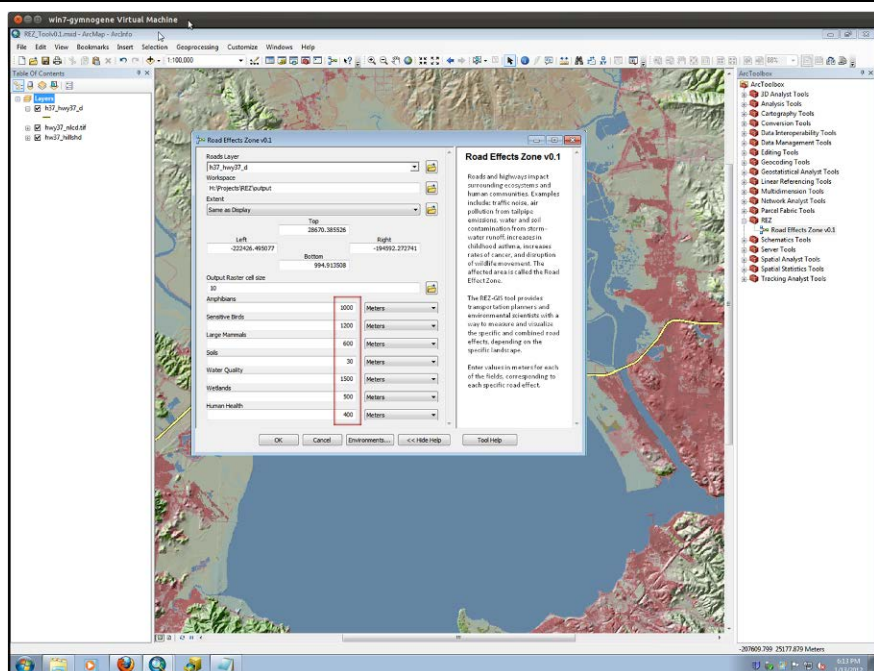 win7-gymnogene Virtual Machine
REZ_Toolv0.1.mxd - ArcMap - ArcInfo
File Edit View Bookmarks Insert Selection Geoprocessing Customize Windows Help
1:100,000
Table Of Contents
Layers
h37_hwy37_d
hwy37_nlcd.tif
hw37_hillshd
Road Effects Zone v0.1
Roads Layer
h37_hwy37_d
Workspace
H:\Projects\REZ\output
Extent
Same as Display
Top
28670.385526
Left
Right
-222426.495077
-194592.272741
Bottom
994.913508
Output Raster cell size
10
Amphibians
1000 Meters
Sensitive Birds
1200 Meters
Large Mammals
600 Meters
Soils
30 Meters
Water Quality
1500 Meters
Wetlands
500 Meters
Human Health
400 Meters
OK Cancel Environments... << Hide Help Tool Help
Road Effects Zone v0.1
Roads and highways impact
surrounding ecosystems and
human communities. Examples
include: traffic noise, air
pollution from tailpipe
emissions, water and soil
contamination from storm-
water runoff, increases in
childhood asthma, increases
rates of cancer, and disruption
of wildlife movement. The
affected area is called the Road
Effect Zone.
The REZ-GIS tool provides
transportation planners and
environmental scientists with a
way to measure and visualize
the specific and combined road
effects, depending on the
specific landscape.
Enter values in meters for each
of the fields, corresponding to
each specific road effect.
ArcToolbox
ArcToolbox
3D Analyst Tools
Analysis Tools
Cartography Tools
Conversion Tools
Data Interoperability Tools
Data Management Tools
Editing Tools
Geocoding Tools
Geostatistical Analyst Tools
Linear Referencing Tools
Multidimension Tools
Network Analyst Tools
Parcel Fabric Tools
REZ
Road Effects Zone v0.1
Schematics Tools
Server Tools
Spatial Analyst Tools
Spatial Statistics Tools
Tracking Analyst Tools
-207609.799 25177.879 Meters
6:13 PM